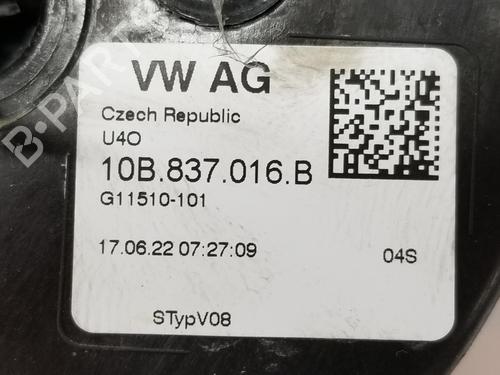 VW AG
Czech Republic
U4O
10B.837.016.B
G11510-101
17.06.22 07:27:09
04S
STypV08
B-PARTS